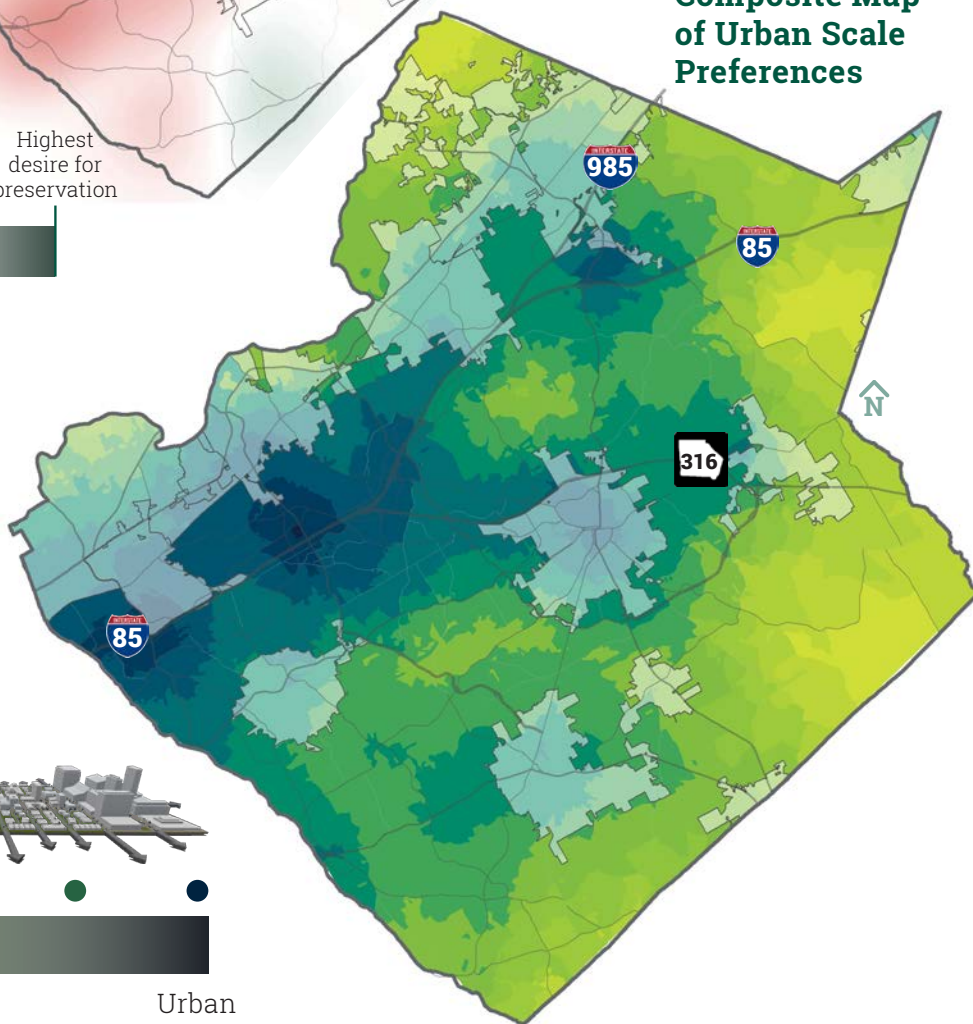 Composite Map
of Urban Scale
Preferences
Highest
desire for
preservation
INTERSTATE
985
INTERSTATE
85
N
316
INTERSTATE
85
Urban